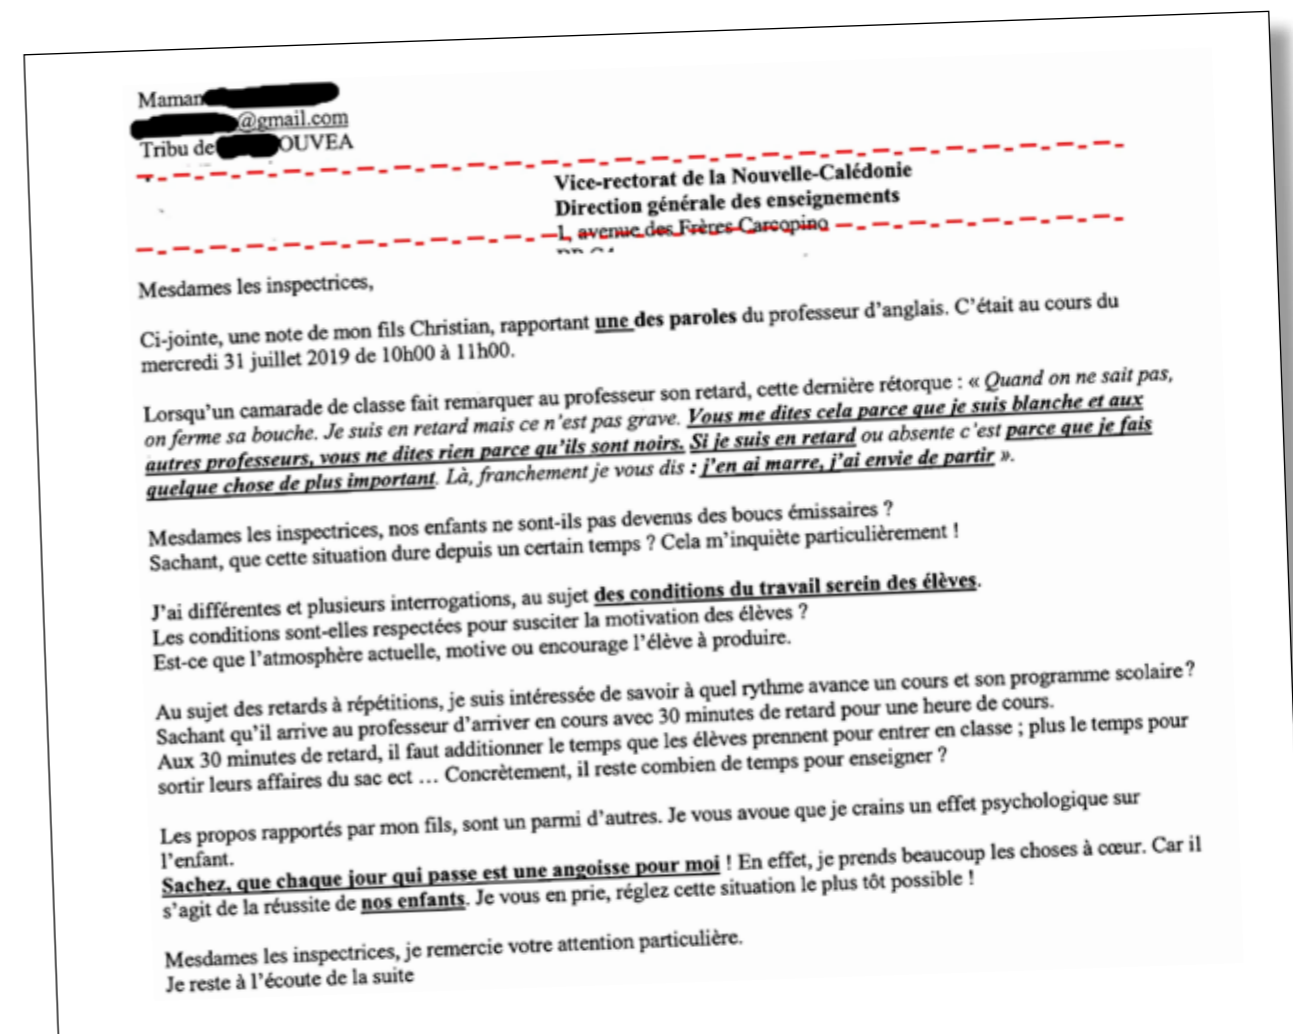 Maman
@gmail.com
Tribu de OUVEA
Vice-rectorat de la Nouvelle-Calédonie
Direction générale des enseignements
1, avenue des Frères Carcopino
Mesdames les inspectrices,
Ci-jointe, une note de mon fils Christian, rapportant une des paroles du professeur d’anglais. C’était au cours du
mercredi 31 juillet 2019 de 10h00 à 11h00.
Lorsqu’un camarade de classe fait remarquer au professeur son retard, cette dernière rétorque : « Quand on ne sait pas,
on ferme sa bouche. Je suis en retard mais ce n’est pas grave. Vous me dites cela parce que je suis blanche et aux
autres professeurs, vous ne dites rien parce qu’ils sont noirs. Si je suis en retard ou absente c’est parce que je fais
quelque chose de plus important. Là, franchement je vous dis : j’en ai marre, j’ai envie de partir ».
Mesdames les inspectrices, nos enfants ne sont-ils pas devenus des boucs émissaires ?
Sachant, que cette situation dure depuis un certain temps ? Cela m’inquiète particulièrement !
J’ai différentes et plusieurs interrogations, au sujet des conditions du travail serein des élèves.
Les conditions sont-elles respectées pour susciter la motivation des élèves ?
Est-ce que l’atmosphère actuelle, motive ou encourage l’élève à produire.
Au sujet des retards à répétitions, je suis intéressée de savoir à quel rythme avance un cours et son programme scolaire ?
Sachant qu’il arrive au professeur d’arriver en cours avec 30 minutes de retard pour une heure de cours.
Aux 30 minutes de retard, il faut additionner le temps que les élèves prennent pour entrer en classe ; plus le temps pour
sortir leurs affaires du sac ect … Concrètement, il reste combien de temps pour enseigner ?
Les propos rapportés par mon fils, sont un parmi d’autres. Je vous avoue que je crains un effet psychologique sur
l’enfant.
Sachez, que chaque jour qui passe est une angoisse pour moi ! En effet, je prends beaucoup les choses à cœur. Car il
s’agit de la réussite de nos enfants. Je vous en prie, réglez cette situation le plus tôt possible !
Mesdames les inspectrices, je remercie votre attention particulière.
Je reste à l’écoute de la suite